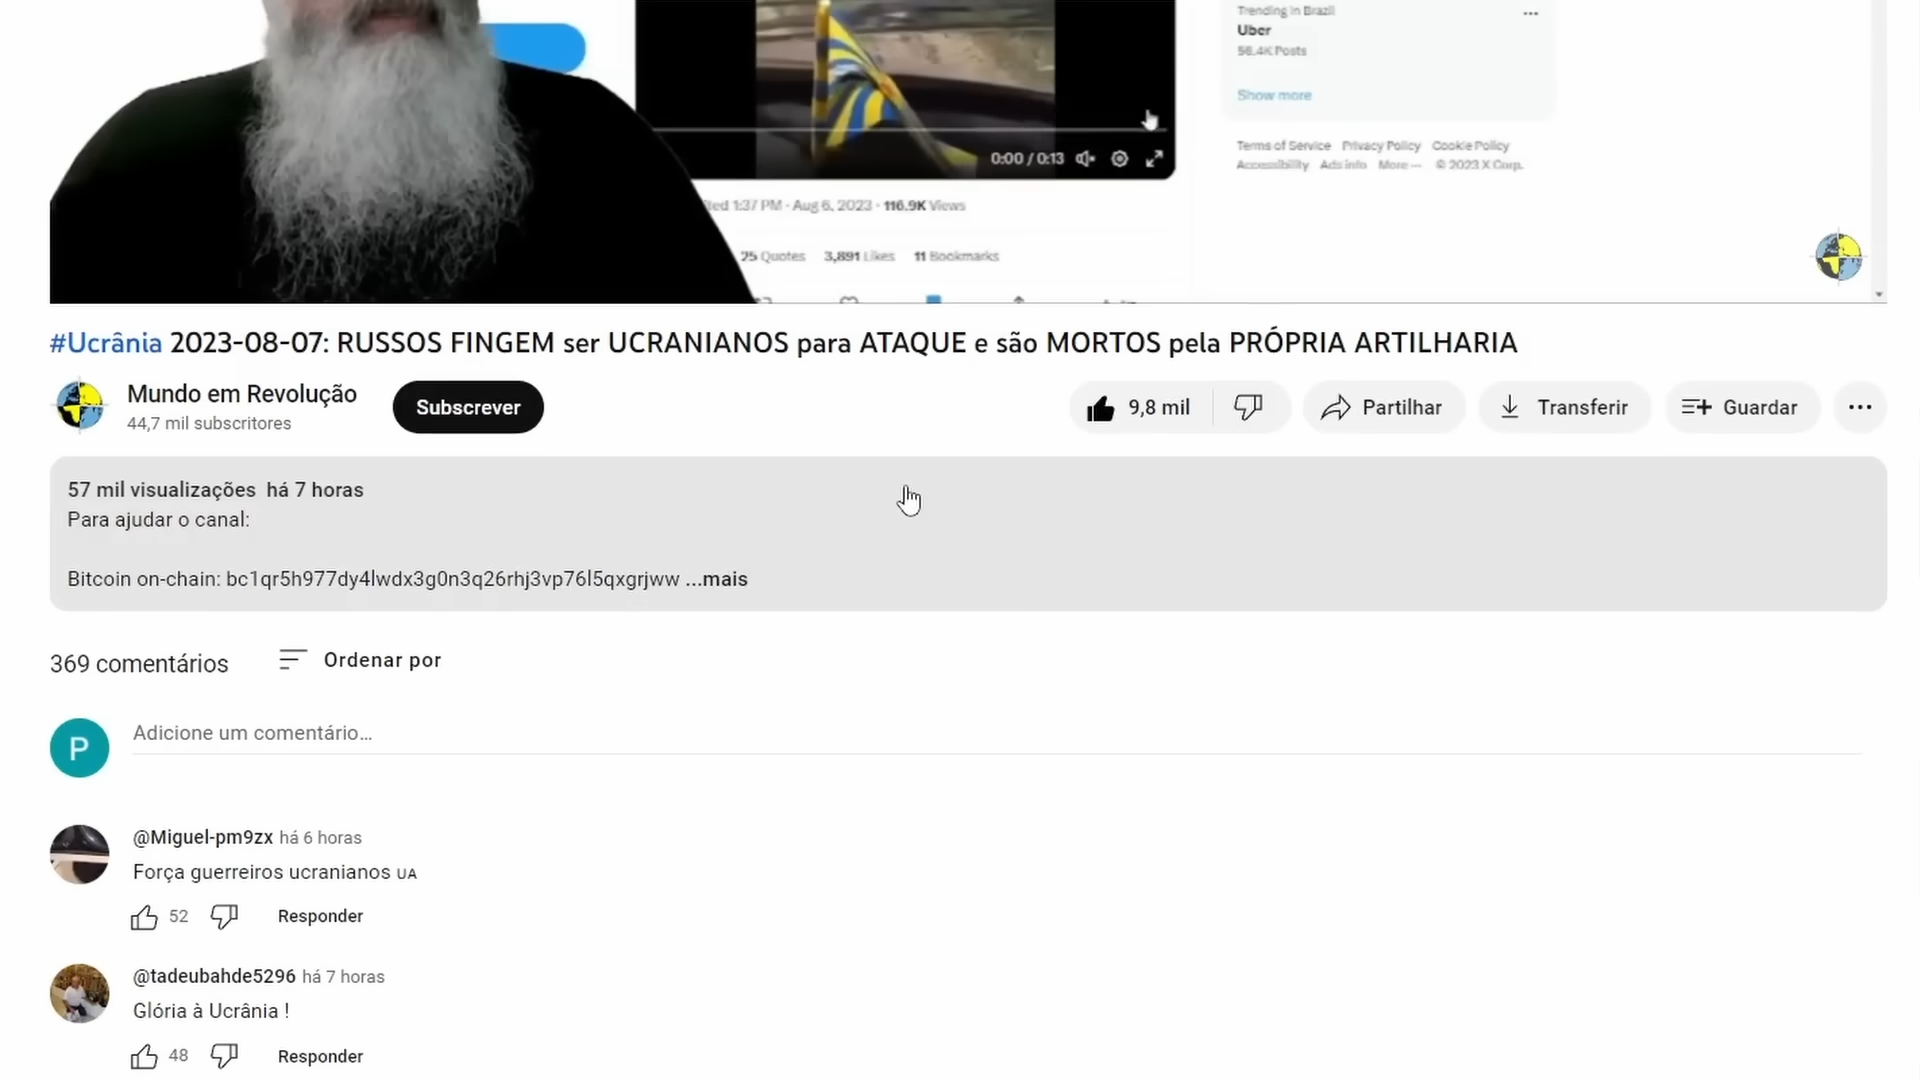 Trending in Brazil
Uber
56.4K Posts
Show more
Terms of Service Privacy Policy Cookie Policy
Accessibility Ads info More ··· © 2023 X Corp.
0:00 / 0:13
1:37 PM · Aug 6, 2023 · 116.9K Views
25 Quotes 3,891 Likes 11 Bookmarks
#Ucrânia 2023-08-07: RUSSOS FINGEM ser UCRANIANOS para ATAQUE e são MORTOS pela PRÓPRIA ARTILHARIA
Mundo em Revolução
44,7 mil subscritores
Subscrever
9,8 mil
Partilhar
Transferir
Guardar
57 mil visualizações há 7 horas
Para ajudar o canal:
Bitcoin on-chain: bc1qr5h977dy4lwdx3g0n3q26rhj3vp76l5qxgrjww ...mais
369 comentários
Ordenar por
P
Adicione um comentário...
@Miguel-pm9zx há 6 horas
Força guerreiros ucranianos UA
52
Responder
@tadeubahde5296 há 7 horas
Glória à Ucrânia !
48
Responder